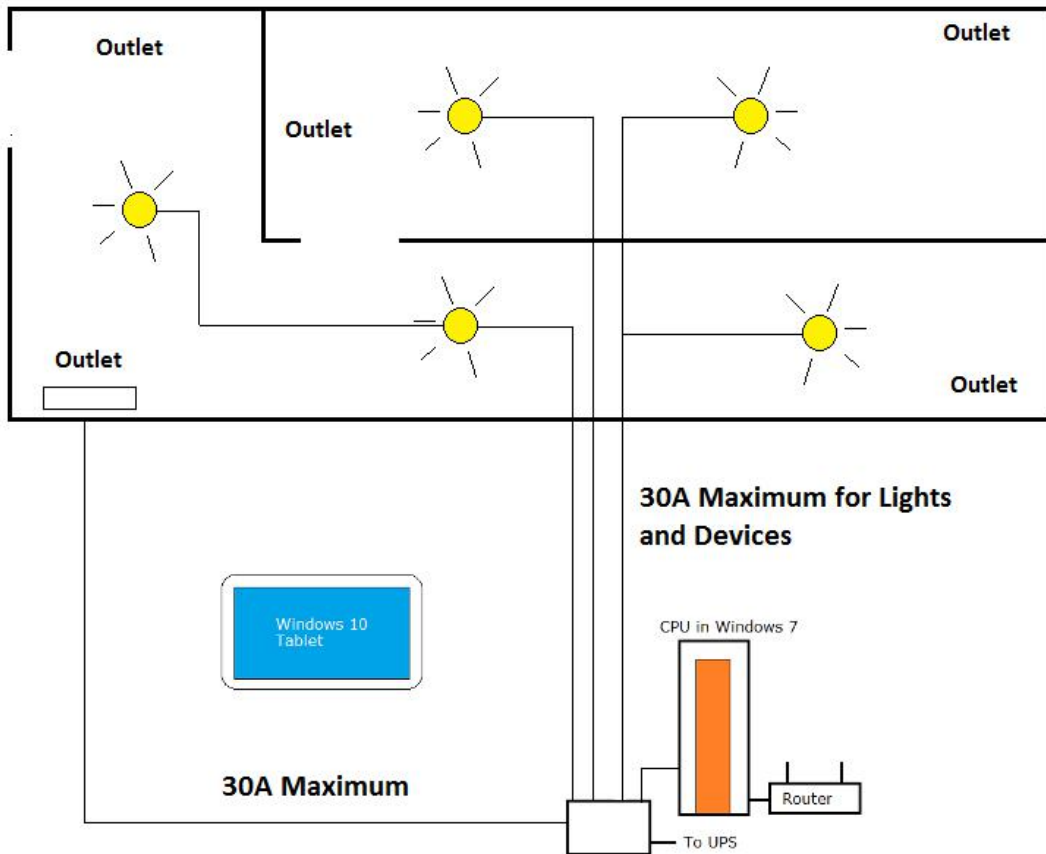 Outlet
Outlet
Outlet
Outlet
Outlet
30A Maximum for Lights
and Devices
Windows 10
Tablet
CPU in Windows 7
30A Maximum
Router
To UPS